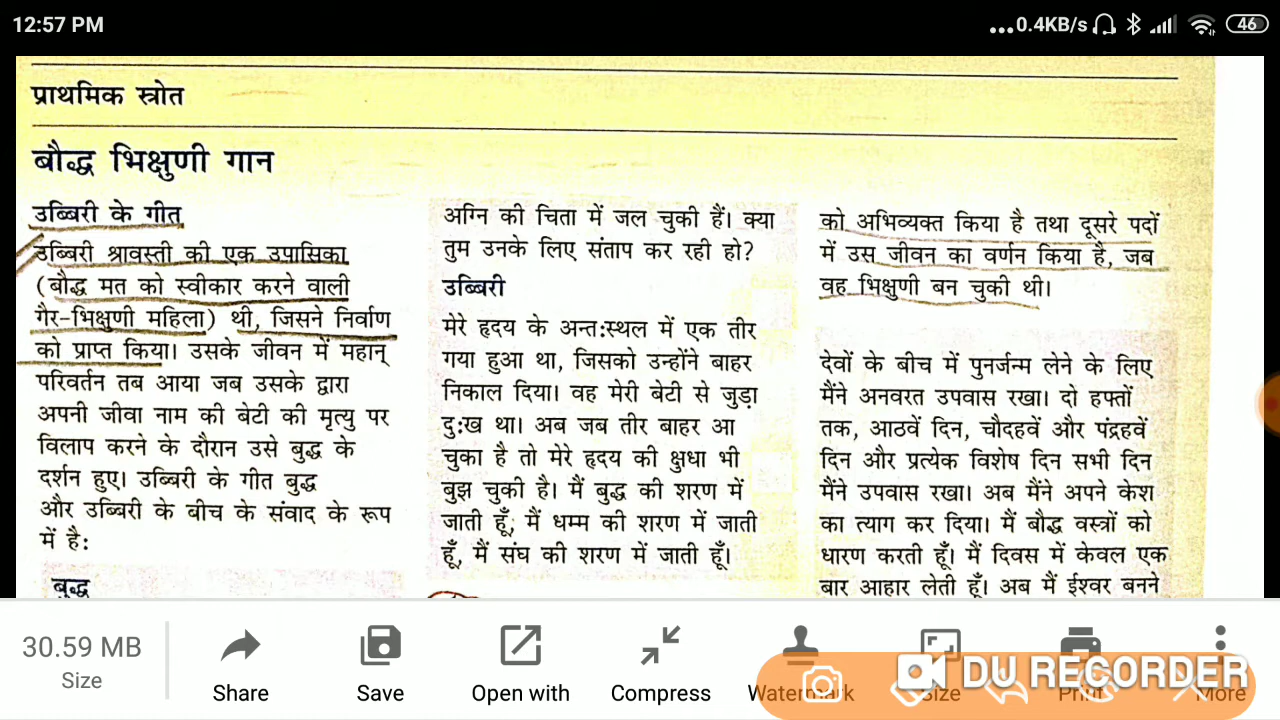 12:57 PM
...0.4KB/s
46
प्राथमिक स्त्रोत
बौद्ध भिक्षुणी गान
उब्बिरी के गीत
उब्बिरी श्रावस्ती की एक उपासिका
(बौद्ध मत को स्वीकार करने वाली
गैर-भिक्षुणी महिला) थी, जिसने निर्वाण
को प्राप्त किया। उसके जीवन में महान्
परिवर्तन तब आया जब उसके द्वारा
अपनी जीवा नाम की बेटी की मृत्यु पर
विलाप करने के दौरान उसे बुद्ध के
दर्शन हुए। उब्बिरी के गीत बुद्ध
और उब्बिरी के बीच के संवाद के रूप
में है:
बुद्ध
अग्नि की चिता में जल चुकी हैं। क्या
तुम उनके लिए संताप कर रही हो?
उब्बिरी
मेरे हृदय के अन्त:स्थल में एक तीर
गया हुआ था, जिसको उन्होंने बाहर
निकाल दिया। वह मेरी बेटी से जुड़ा
दु:ख था। अब जब तीर बाहर आ
चुका है तो मेरे हृदय की क्षुधा भी
बुझ चुकी है। मैं बुद्ध की शरण में
जाती हूँ, मैं धम्म की शरण में जाती
हूँ, मैं संघ की शरण में जाती हूँ।
को अभिव्यक्त किया है तथा दूसरे पदों
में उस जीवन का वर्णन किया है, जब
वह भिक्षुणी बन चुकी थी।
देवों के बीच में पुनर्जन्म लेने के लिए
मैंने अनवरत उपवास रखा। दो हफ्तों
तक, आठवें दिन, चौदहवें और पंद्रहवें
दिन और प्रत्येक विशेष दिन सभी दिन
मैंने उपवास रखा। अब मैंने अपने केश
का त्याग कर दिया। मैं बौद्ध वस्त्रों को
धारण करती हूँ। मैं दिवस में केवल एक
बार आहार लेती हूँ। अब मैं ईश्वर बनने
30.59 MB
Size
Share
Save
Open with
Compress
Watermark
Size
Print
More
DU RECORDER